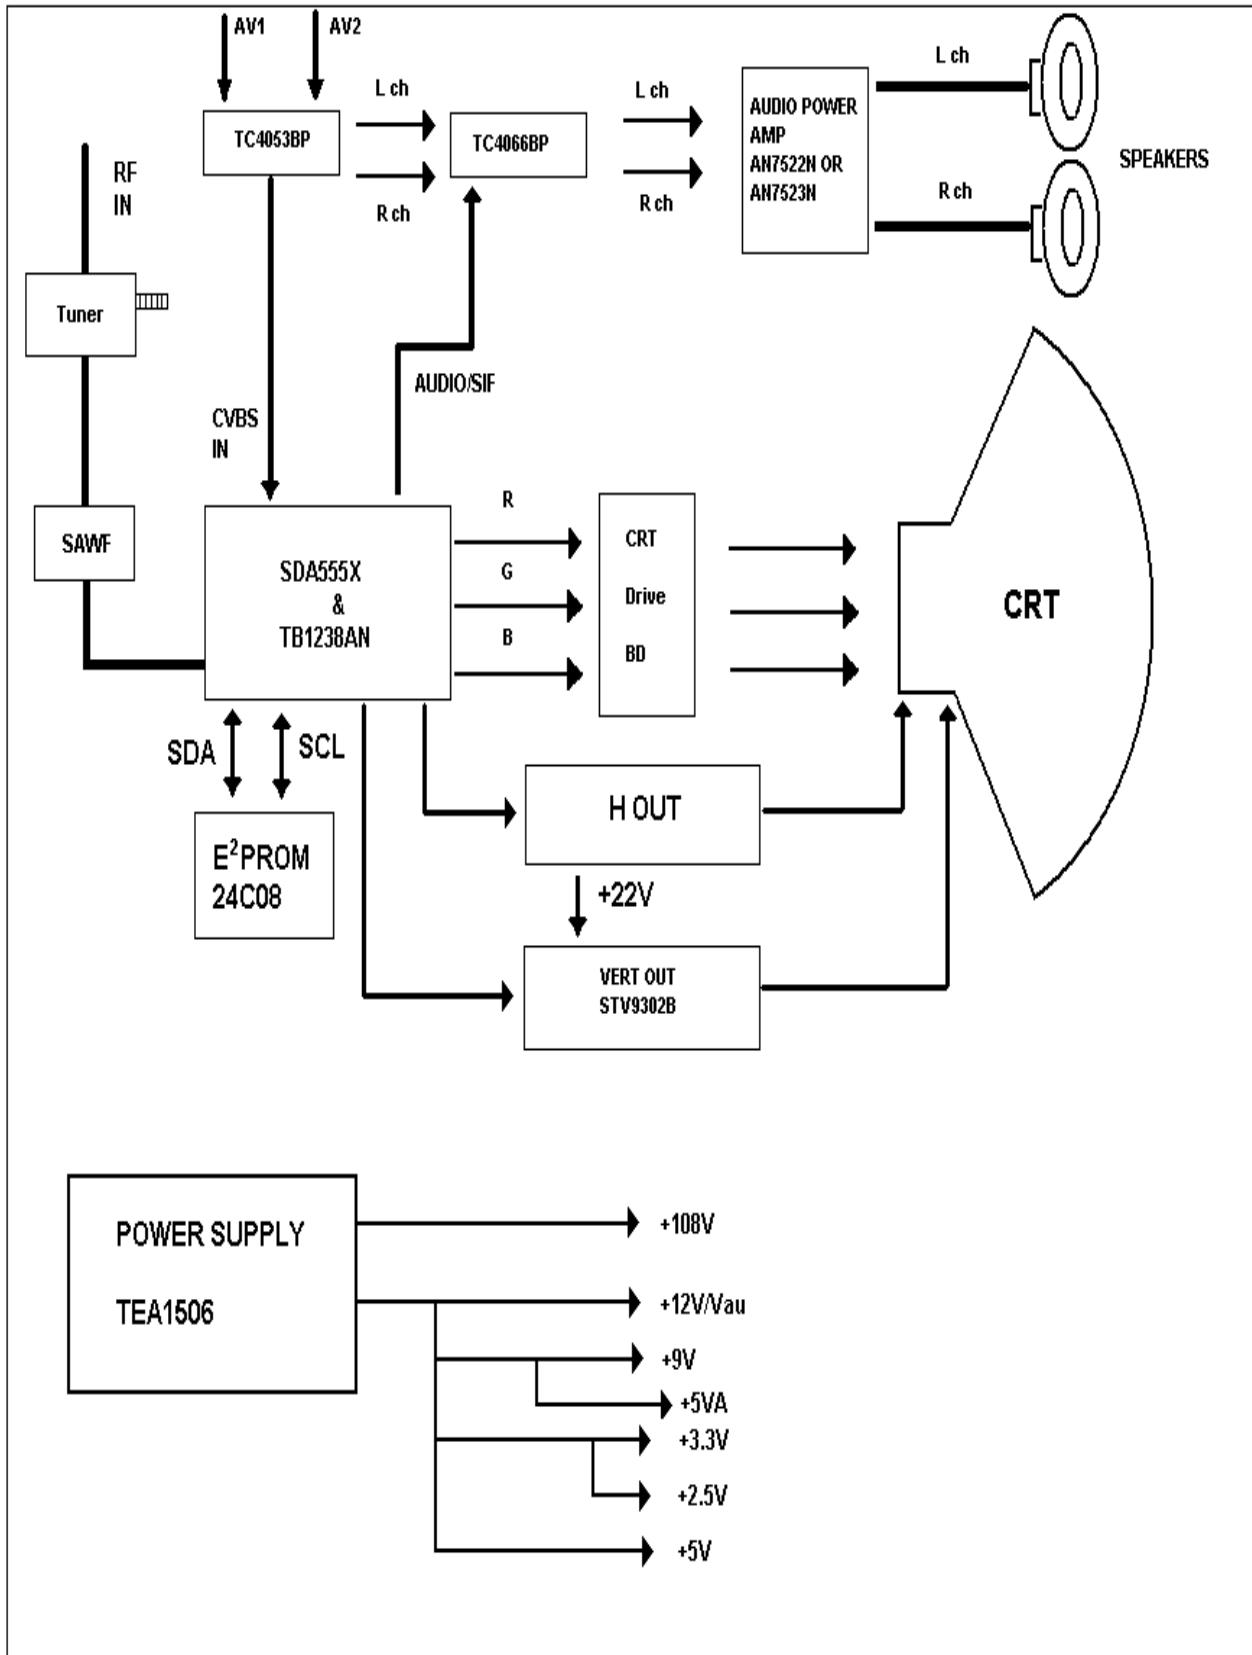 AV1
AV2
L ch
L ch
L ch
TC4053BP
TC4066BP
AUDIO POWER
AMP
AN7522N OR
AN7523N
SPEAKERS
RF
IN
R ch
R ch
R ch
Tuner
AUDIO/SIF
CVBS
IN
SAWF
SDA555X
&
TB1238AN
R
G
B
CRT
Drive
BD
CRT
SDA
SCL
H OUT
E²PROM
24C08
+22V
VERT OUT
STV9302B
POWER SUPPLY
TEA1506
+108V
+12V/Vau
+9V
+5VA
+3.3V
+2.5V
+5V